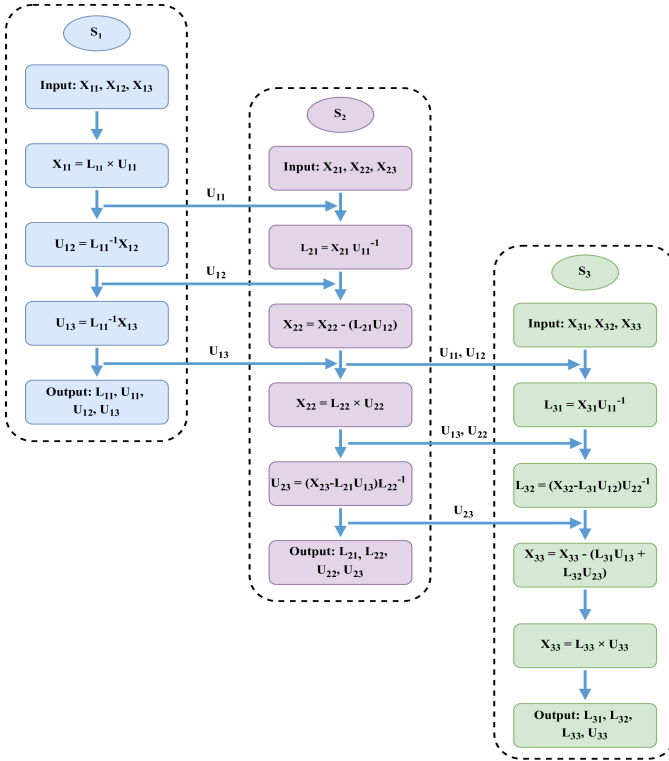 S₁
Input: X₁₁, X₁₂, X₁₃
X₁₁ = L₁₁ × U₁₁
U₁₂ = L₁₁⁻¹X₁₂
U₁₃ = L₁₁⁻¹X₁₃
Output: L₁₁, U₁₁,
U₁₂, U₁₃
U₁₁
U₁₂
U₁₃
S₂
Input: X₂₁, X₂₂, X₂₃
L₂₁ = X₂₁ U₁₁⁻¹
X₂₂ = X₂₂ - (L₂₁U₁₂)
X₂₂ = L₂₂ × U₂₂
U₂₃ = (X₂₃-L₂₁U₁₃)L₂₂⁻¹
Output: L₂₁, L₂₂,
U₂₂, U₂₃
U₁₁, U₁₂
U₁₃, U₂₂
U₂₃
S₃
Input: X₃₁, X₃₂, X₃₃
L₃₁ = X₃₁U₁₁⁻¹
L₃₂ = (X₃₂-L₃₁U₁₂)U₂₂⁻¹
X₃₃ = X₃₃ - (L₃₁U₁₃ +
L₃₂U₂₃)
X₃₃ = L₃₃ × U₃₃
Output: L₃₁, L₃₂,
L₃₃, U₃₃